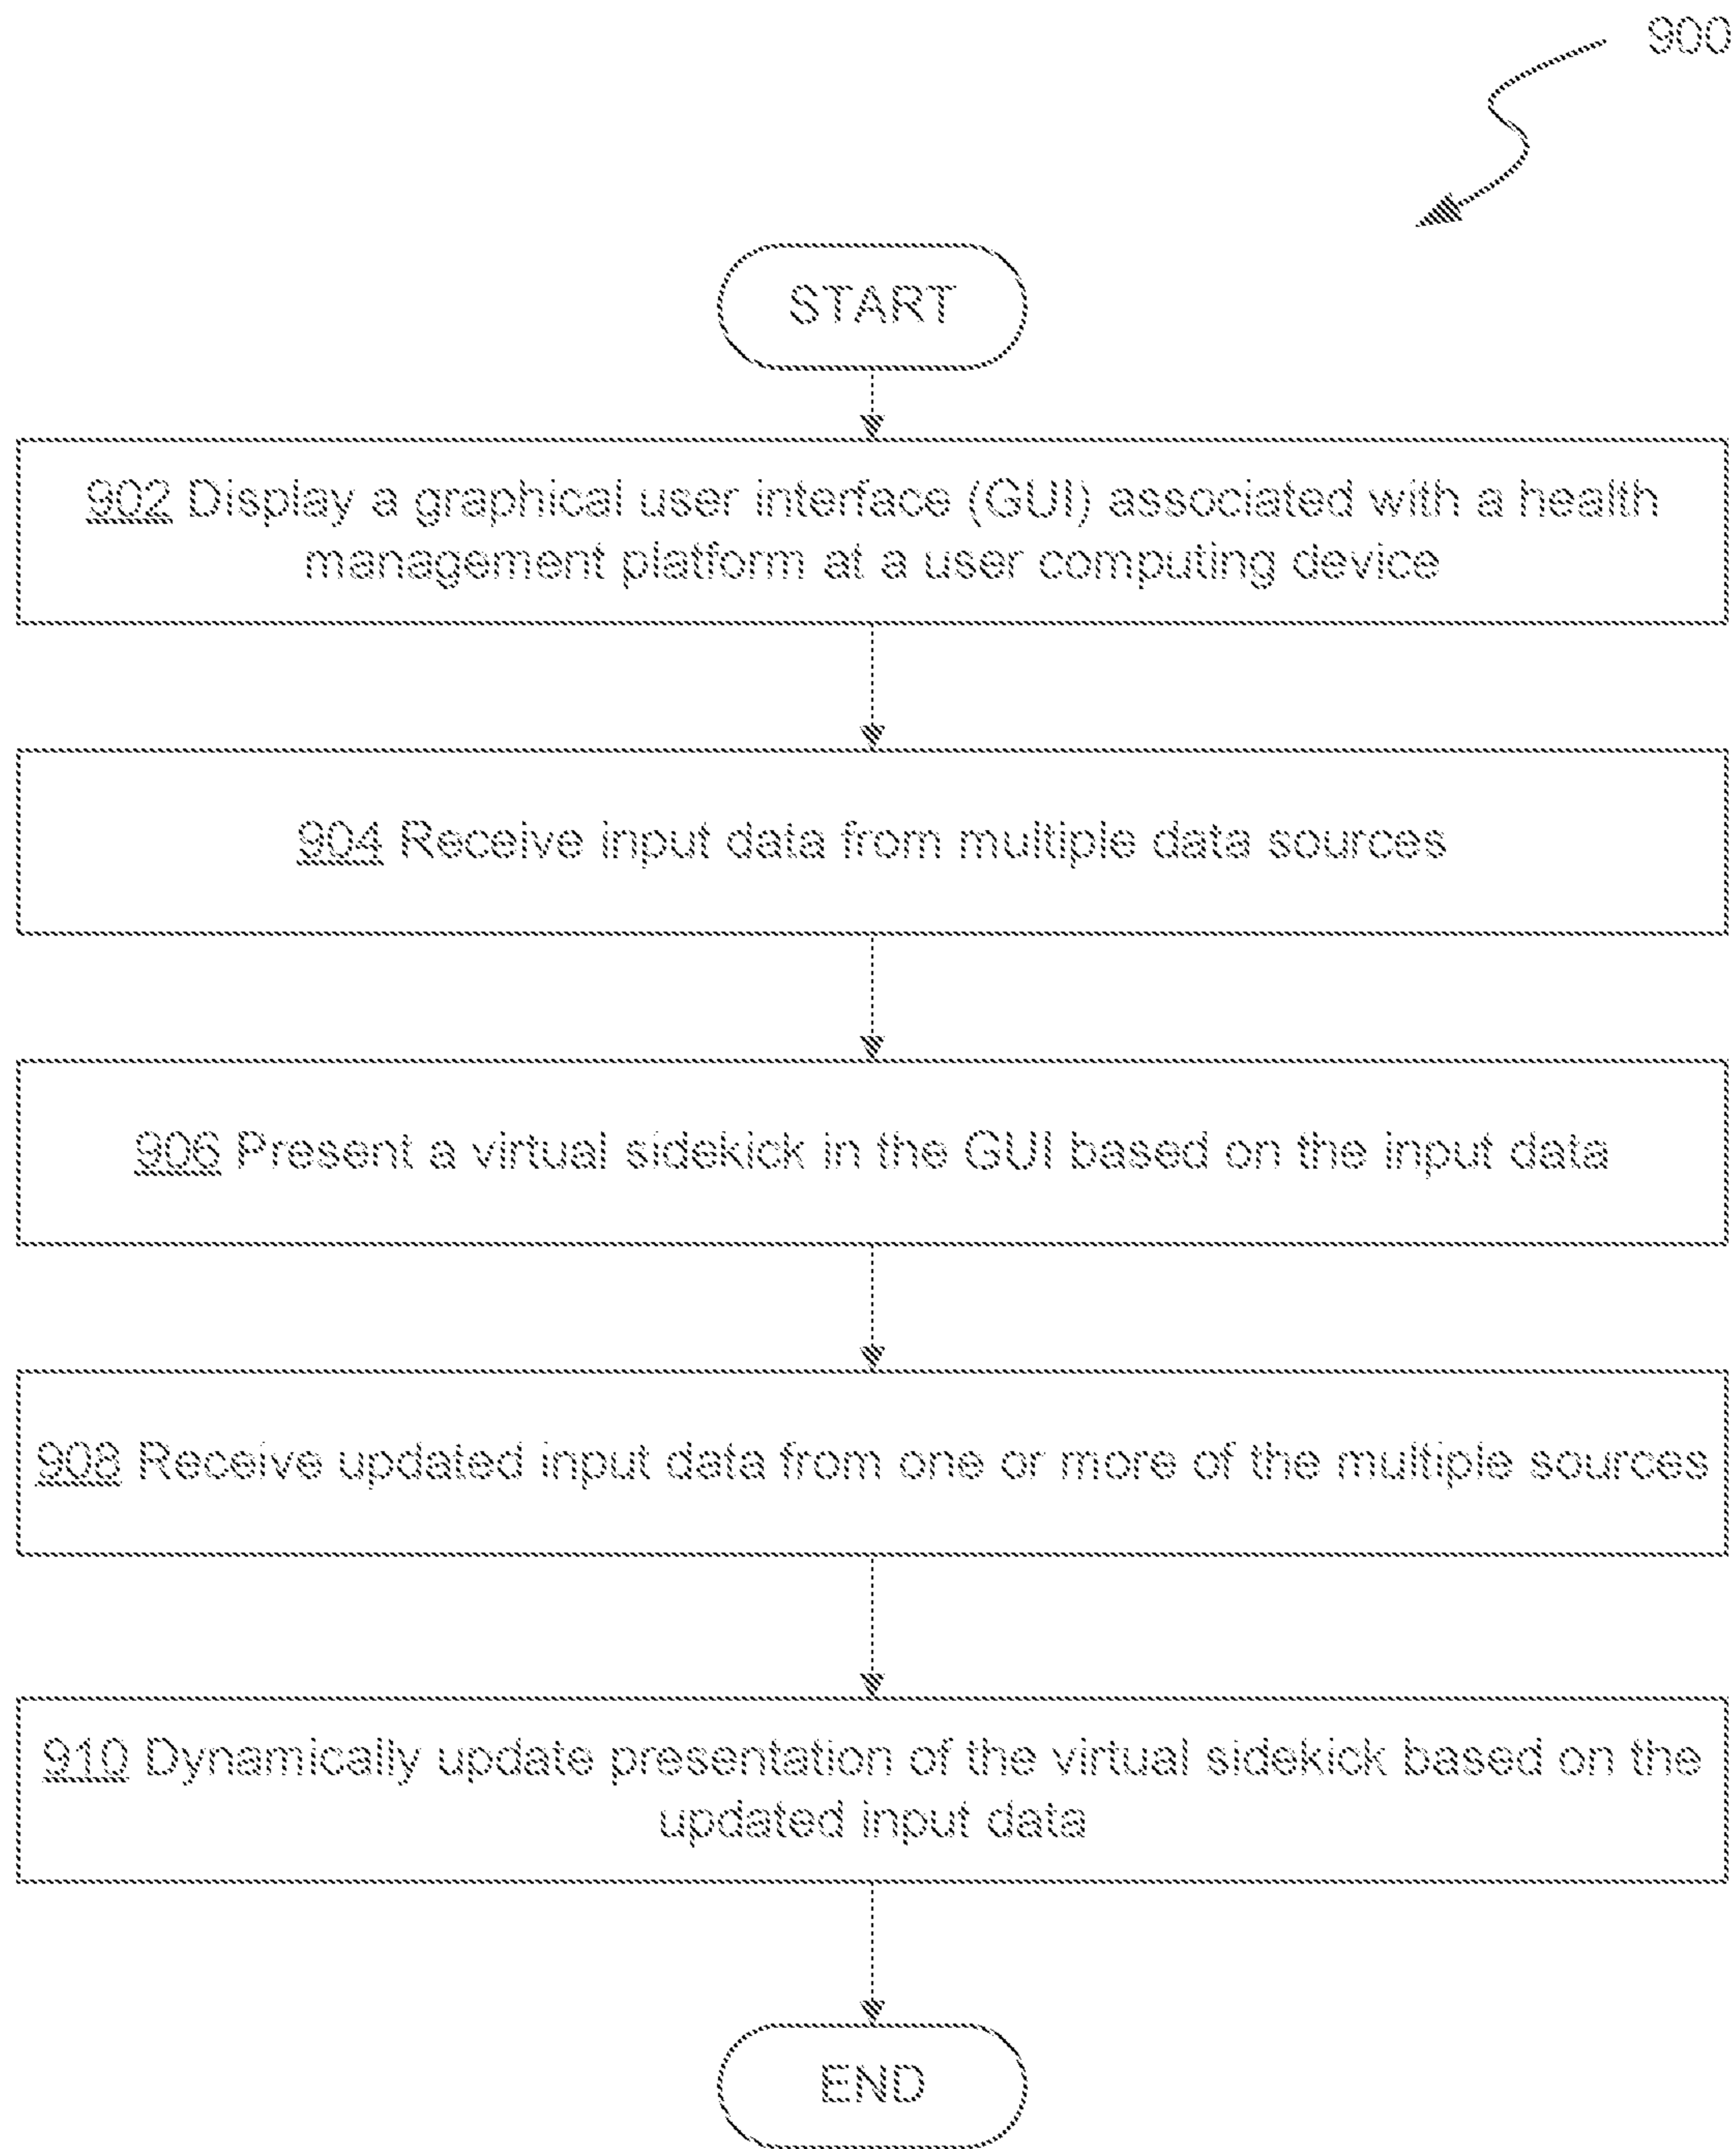 900
START
902 Display a graphical user interface (GUI) associated with a health
management platform at a user computing device
904 Receive input data from multiple data sources
906 Present a virtual sidekick in the GUI based on the input data
908 Receive updated input data from one or more of the multiple sources
910 Dynamically update presentation of the virtual sidekick based on the
updated input data
END